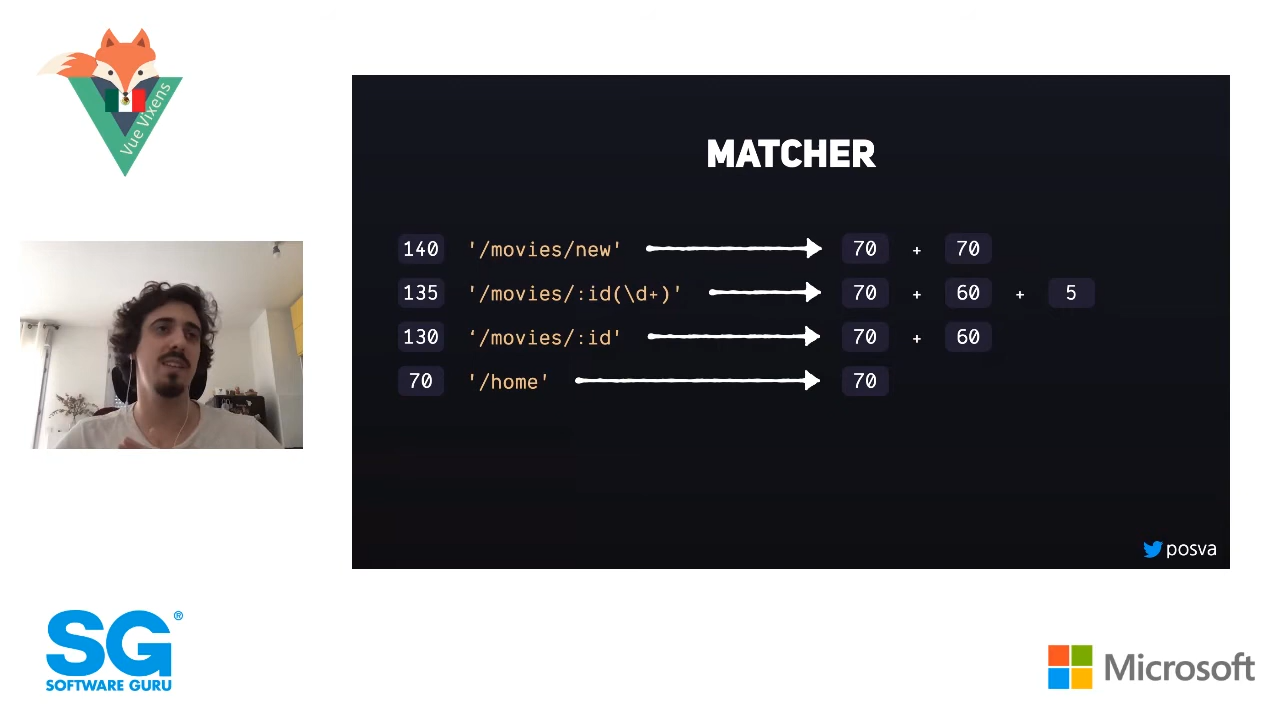 Vue Vixens
MATCHER
140 '/movies/new' 70 + 70
135 '/movies/:id(\d+)' 70 + 60 + 5
130 ‘/movies/:id' 70 + 60
70 '/home' 70
posva
SG®
SOFTWARE GURU
Microsoft